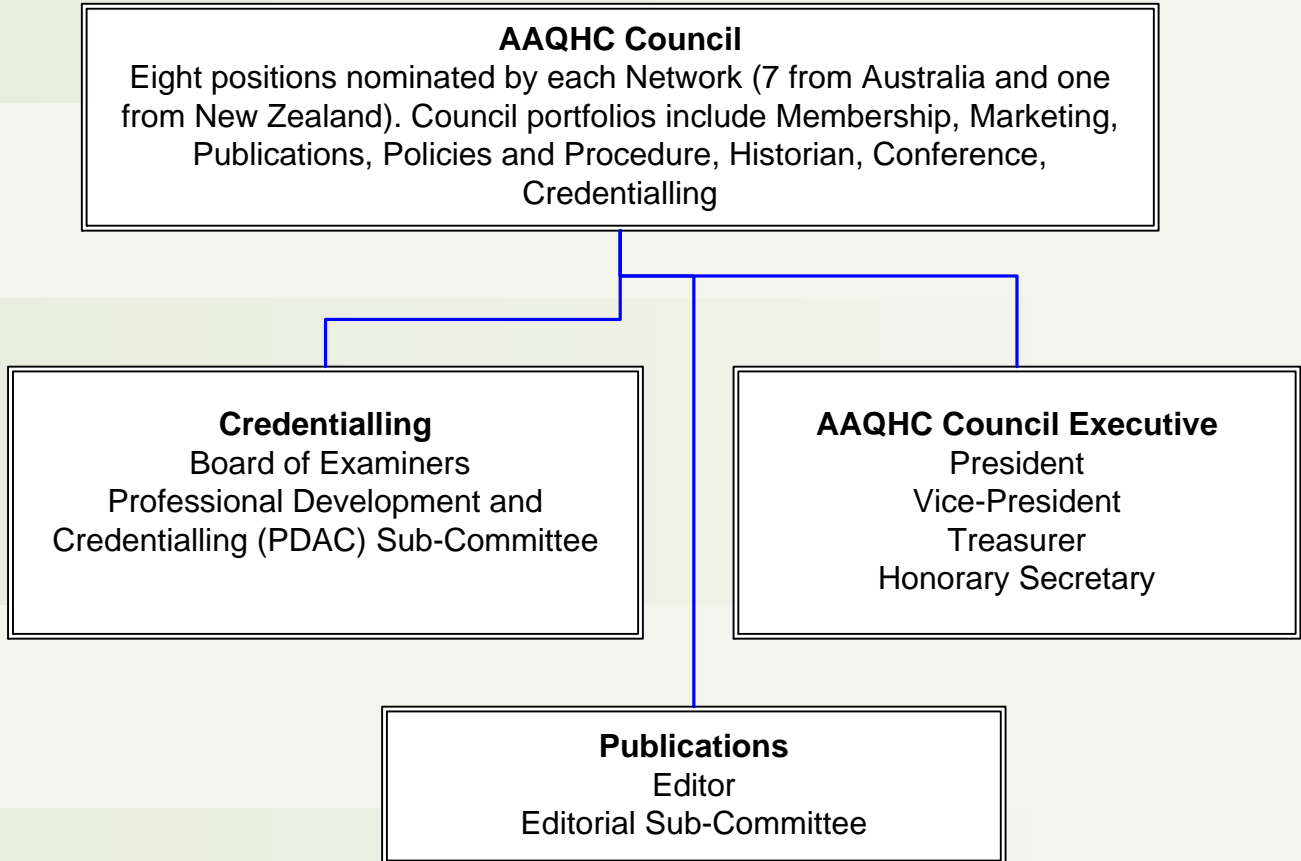 AAQHC Council
Eight positions nominated by each Network (7 from Australia and one
from New Zealand). Council portfolios include Membership, Marketing,
Publications, Policies and Procedure, Historian, Conference,
Credentialling
Credentialling
Board of Examiners
Professional Development and
Credentialling (PDAC) Sub-Committee
AAQHC Council Executive
President
Vice-President
Treasurer
Honorary Secretary
Publications
Editor
Editorial Sub-Committee